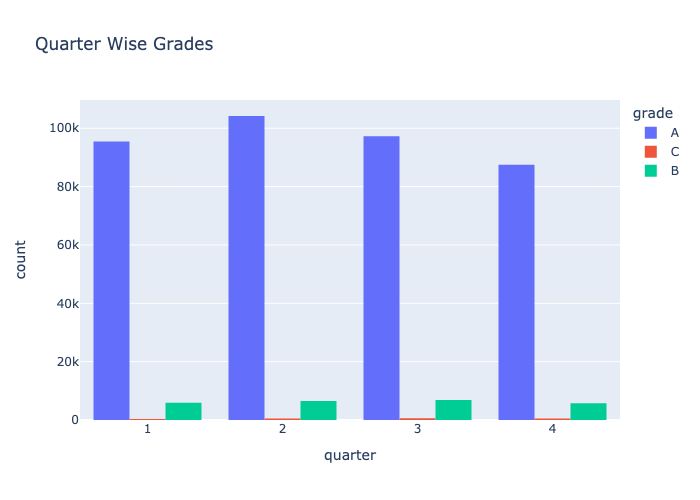 Quarter Wise Grades
grade
A
C
B
count
100k
80k
60k
40k
20k
0
1 2 3 4
quarter